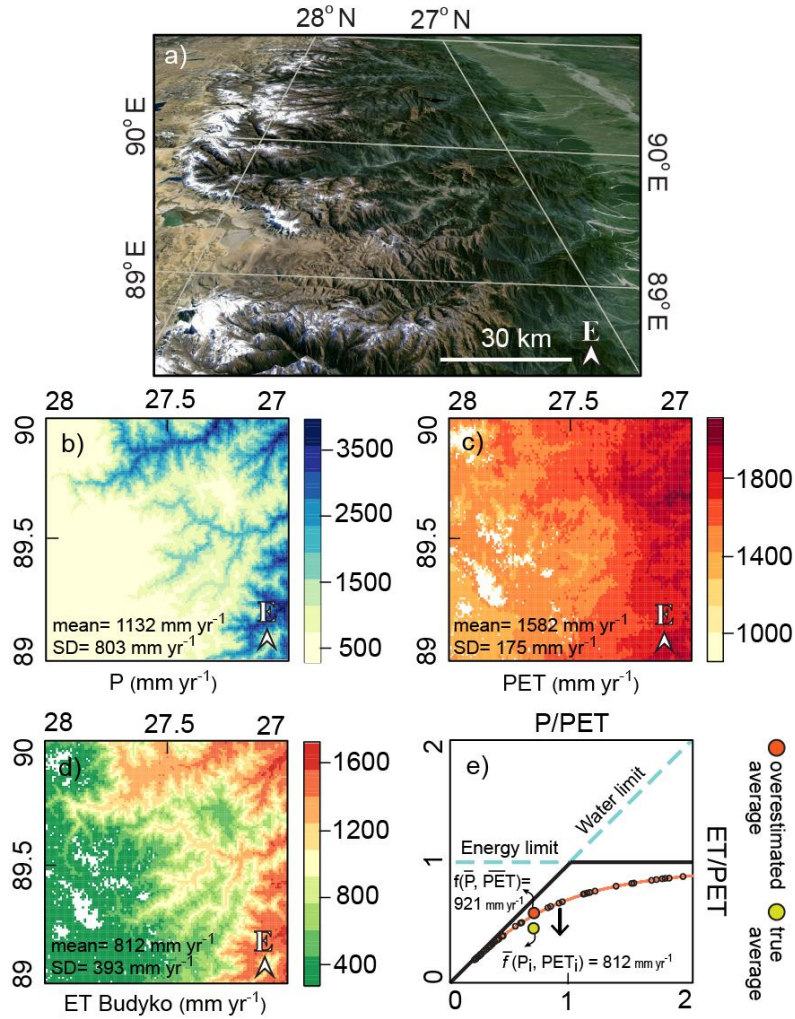 28° N 27° N
a)
90° E
90° E
89° E
89° E
30 km
E
28 27.5 27
b)
90
89.5
89
mean= 1132 mm yr-1
SD= 803 mm yr-1
E
3500
2500
1500
500
P (mm yr-1)
28 27.5 27
c)
90
89.5
89
mean= 1582 mm yr-1
SD= 175 mm yr-1
E
1800
1400
1000
PET (mm yr-1)
28 27.5 27
d)
90
89.5
89
mean= 812 mm yr-1
SD= 393 mm yr-1
E
1600
1200
800
400
ET Budyko (mm yr-1)
P/PET
e)
2
1
0
Water limit
Energy limit
f(P̅, P̅E̅T̅)=
921 mm yr-1
f̅ (Pi, PETi) = 812 mm yr-1
0 1 2
ET/PET
overestimated
average
true
average